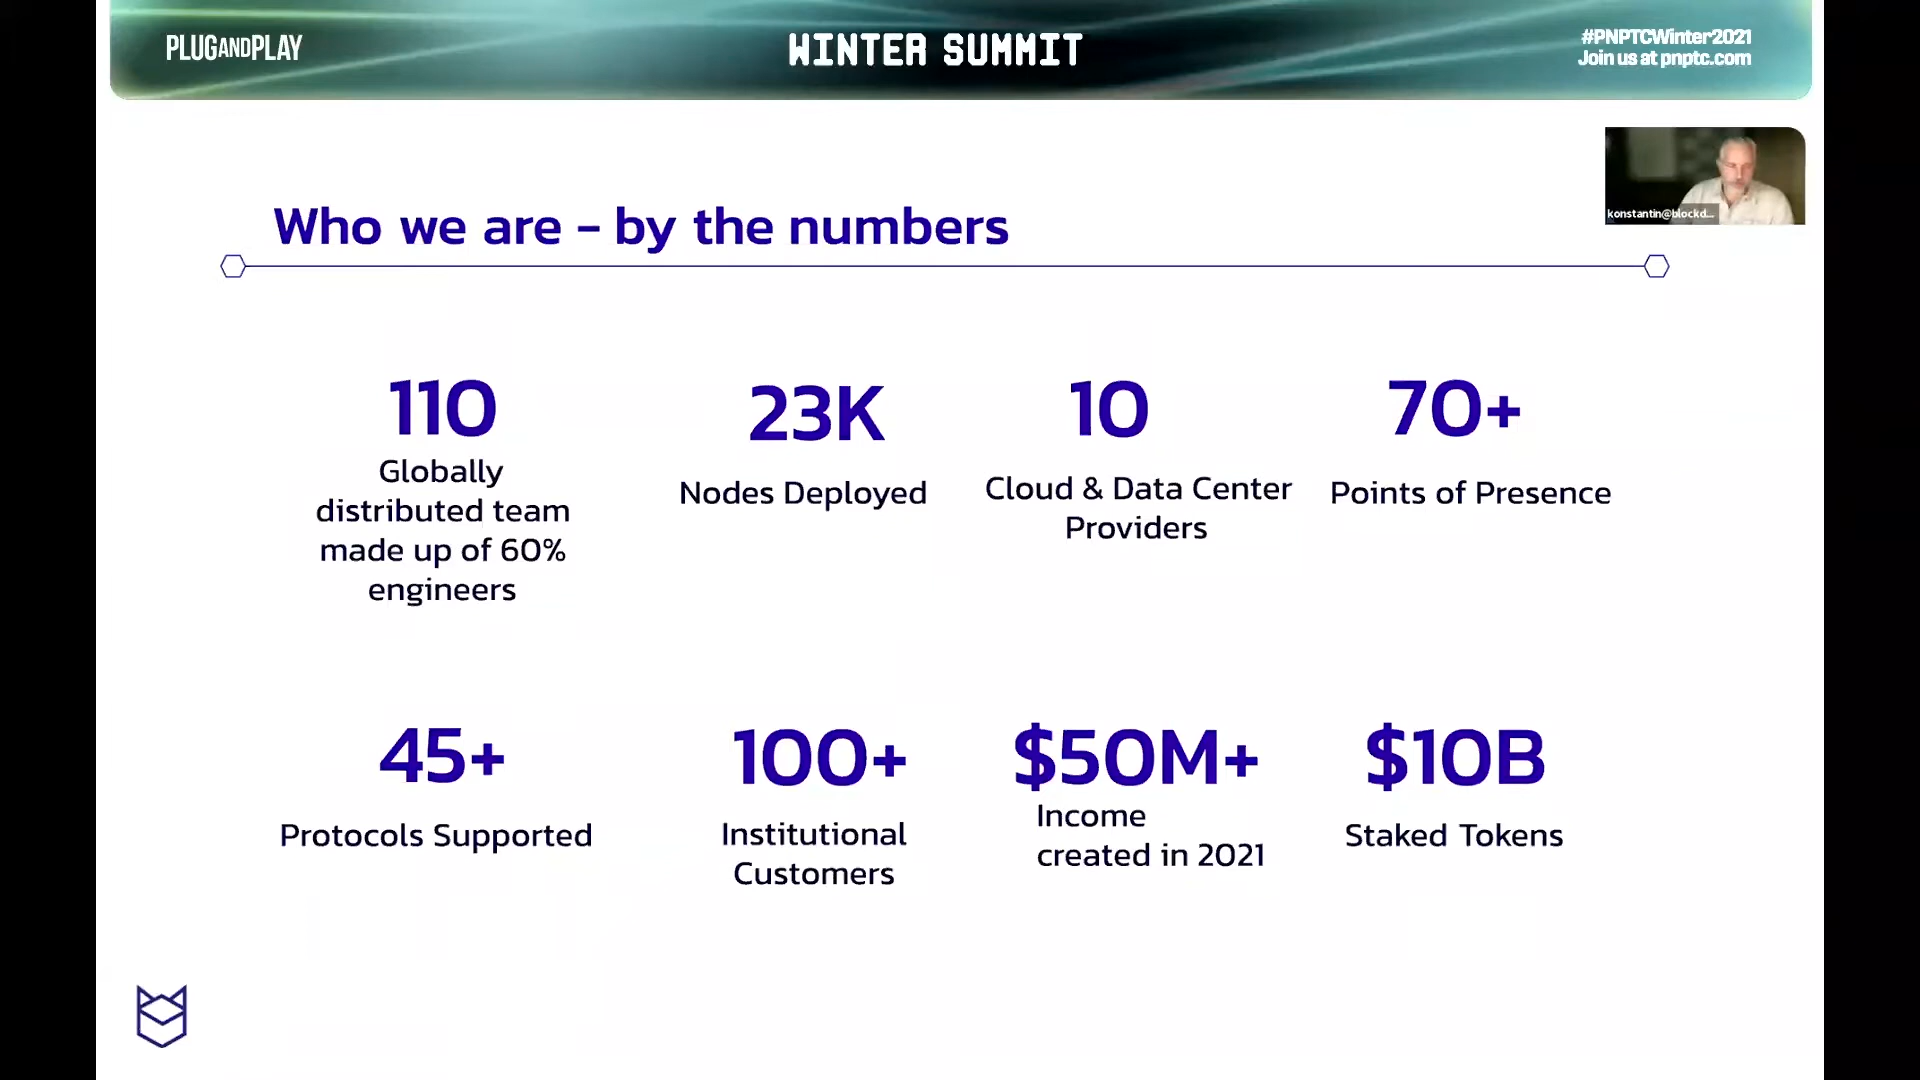 PLUGANDPLAY
WINTER SUMMIT
#PNPTCWinter2021
Join us at pnptc.com
konstantin@blockd...
Who we are - by the numbers
110
Globally
distributed team
made up of 60%
engineers
23K
Nodes Deployed
10
Cloud & Data Center
Providers
70+
Points of Presence
45+
Protocols Supported
100+
Institutional
Customers
$50M+
Income
created in 2021
$10B
Staked Tokens